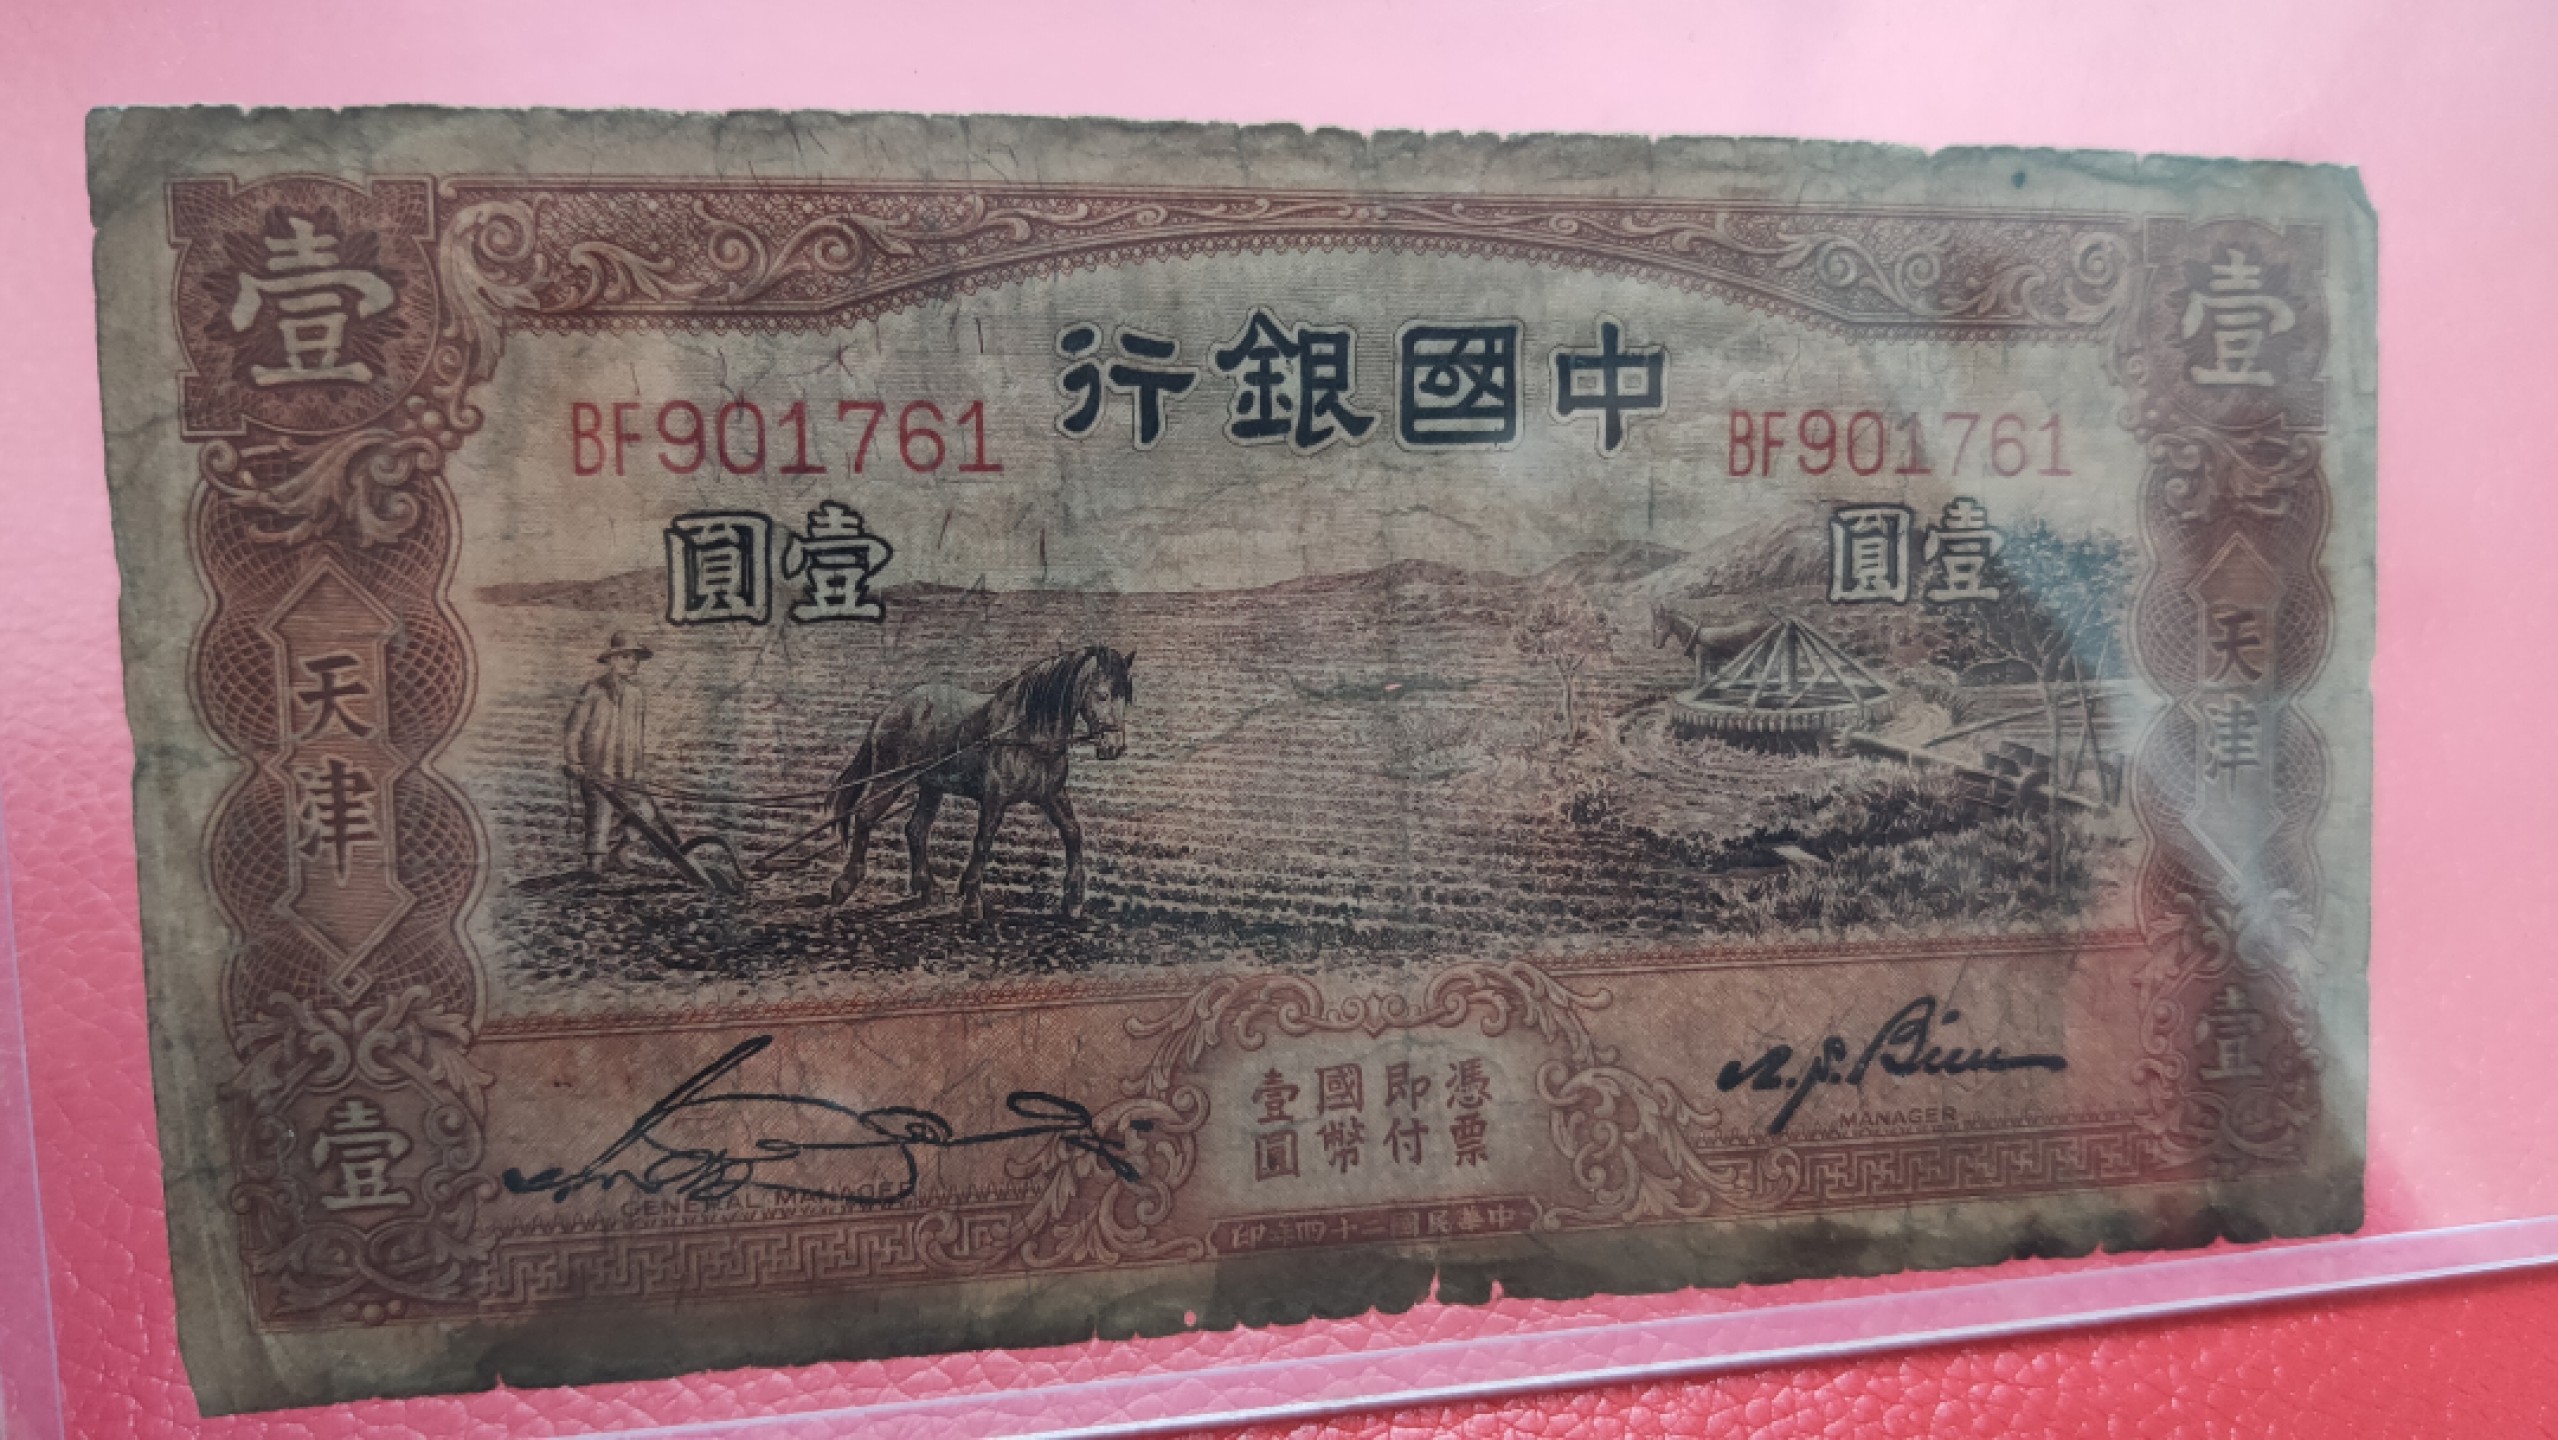 壹
壹
中國銀行
BF901761
BF901761
壹圓
壹圓
天津
天津
憑票
即付
國幣
壹圓
MANAGER
GENERAL MANAGER
壹
壹
中華民國二十四年印